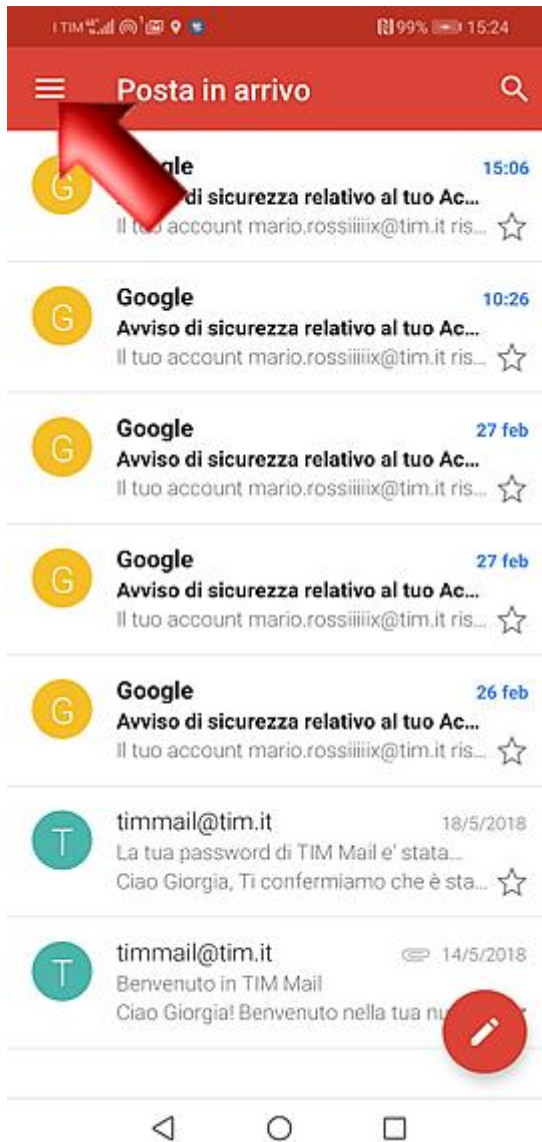 I TIM 99% 15:24
Posta in arrivo
15:06
G di sicurezza relativo al tuo Ac...
Il tuo account mario.rossiiiiix@tim.it ris...
Google 10:26
G Avviso di sicurezza relativo al tuo Ac...
Il tuo account mario.rossiiiiix@tim.it ris...
Google 27 feb
G Avviso di sicurezza relativo al tuo Ac...
Il tuo account mario.rossiiiiix@tim.it ris...
Google 27 feb
G Avviso di sicurezza relativo al tuo Ac...
Il tuo account mario.rossiiiiix@tim.it ris...
Google 26 feb
G Avviso di sicurezza relativo al tuo Ac...
Il tuo account mario.rossiiiiix@tim.it ris...
timmail@tim.it 18/5/2018
T La tua password di TIM Mail e' stata...
Ciao Giorgia, Ti confermiamo che è sta...
timmail@tim.it 14/5/2018
T Benvenuto in TIM Mail
Ciao Giorgia! Benvenuto nella tua